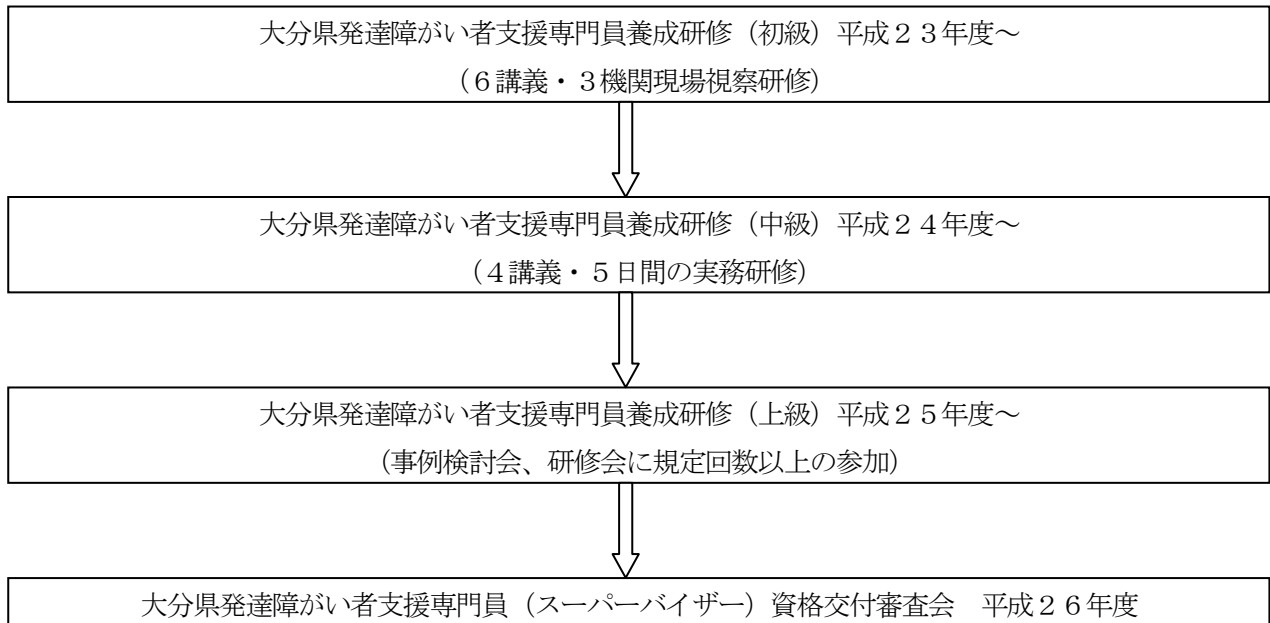 大分県発達障がい者支援専門員養成研修（初級）平成２３年度～
（６講義・３機関現場視察研修）
大分県発達障がい者支援専門員養成研修（中級）平成２４年度～
（４講義・５日間の実務研修）
大分県発達障がい者支援専門員養成研修（上級）平成２５年度～
（事例検討会、研修会に規定回数以上の参加）
大分県発達障がい者支援専門員（スーパーバイザー）資格交付審査会　平成２６年度